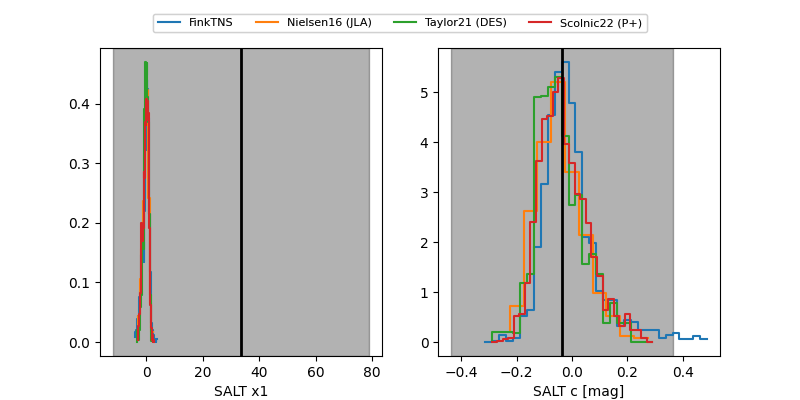 FinkTNS Nielsen16 (JLA) Taylor21 (DES) Scolnic22 (P+)
0.4
0.3
0.2
0.1
0.0
0 20 40 60 80
SALT x1
5
4
3
2
1
0
−0.4 −0.2 0.0 0.2 0.4
SALT c [mag]